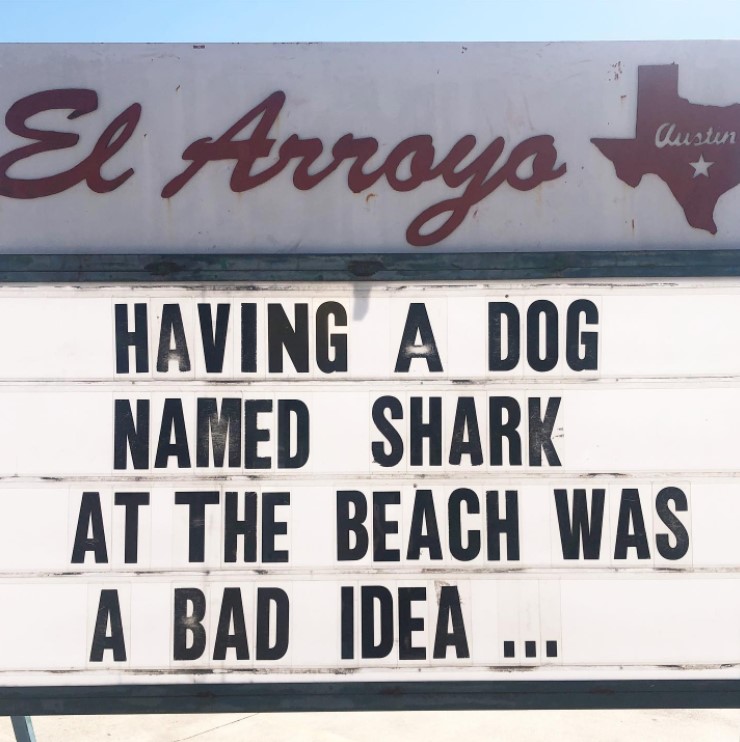 El Arroyo
Austin
HAVING A DOG
NAMED SHARK
AT THE BEACH WAS
A BAD IDEA ...